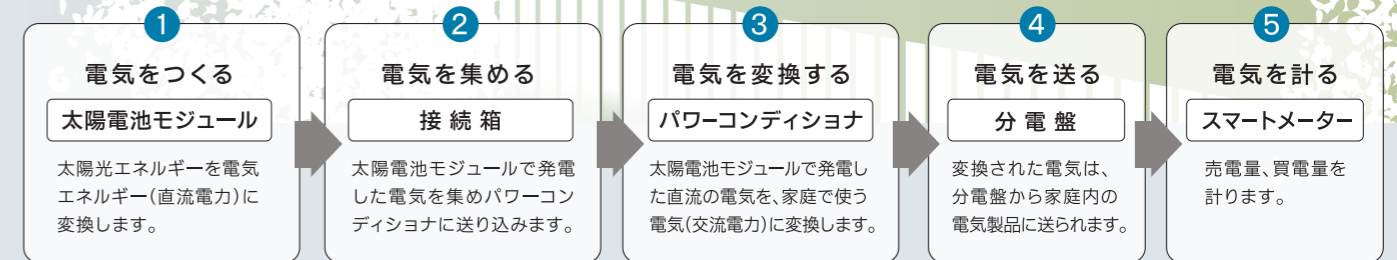 1
電気をつくる
太陽電池モジュール
太陽光エネルギーを電気
エネルギー(直流電力)に
変換します。
2
電気を集める
接続箱
太陽電池モジュールで発電
した電気を集めパワーコン
ディショナに送り込みます。
3
電気を変換する
パワーコンディショナ
太陽電池モジュールで発電し
た直流の電気を、家庭で使う
電気(交流電力)に変換します。
4
電気を送る
分電盤
変換された電気は、
分電盤から家庭内の
電気製品に送られます。
5
電気を計る
スマートメーター
売電量、買電量を
計ります。